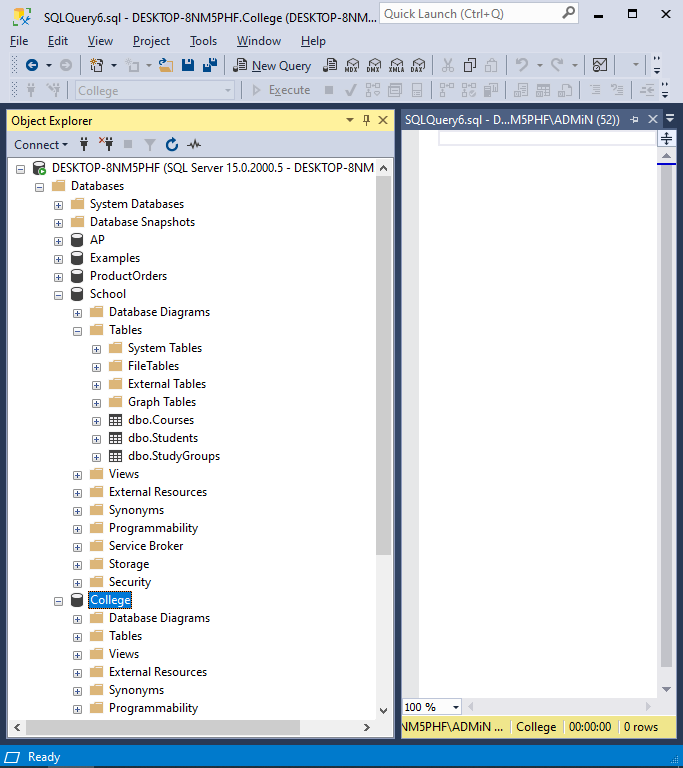 SQLQuery6.sql - DESKTOP-8NM5PHF.College (DESKTOP-8NM...
Quick Launch (Ctrl+Q)
File Edit View Project Tools Window Help
New Query MDX DMX XMLA DAX
College Execute
Object Explorer
Connect
DESKTOP-8NM5PHF (SQL Server 15.0.2000.5 - DESKTOP-8NM
Databases
System Databases
Database Snapshots
AP
Examples
ProductOrders
School
Database Diagrams
Tables
System Tables
FileTables
External Tables
Graph Tables
dbo.Courses
dbo.Students
dbo.StudyGroups
Views
External Resources
Synonyms
Programmability
Service Broker
Storage
Security
College
Database Diagrams
Tables
Views
External Resources
Synonyms
Programmability
SQLQuery6.sql - D...M5PHF\ADMiN (52))
100 %
NM5PHF\ADMiN ... College 00:00:00 0 rows
Ready